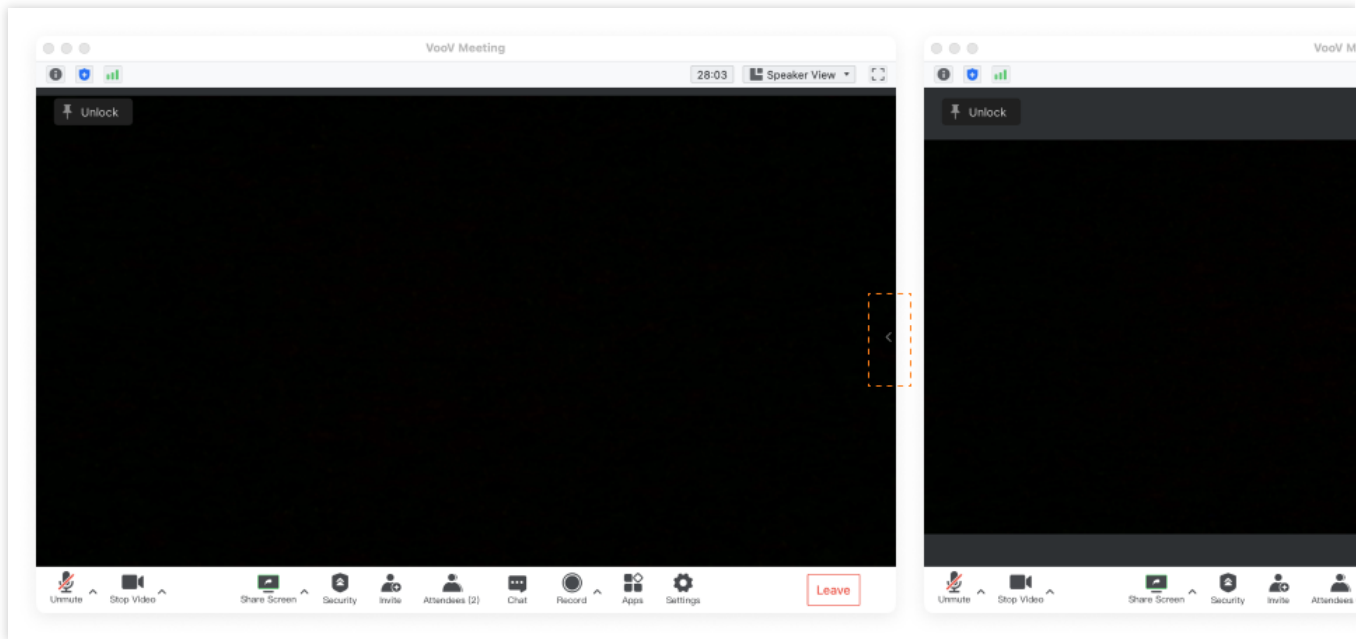 VooV Meeting
28:03 Speaker View
Unlock
Unmute Stop Video Share Screen Security Invite Attendees (2) Chat Record Apps Settings Leave
VooV M
Unlock
Unmute Stop Video Share Screen Security Invite Attendees